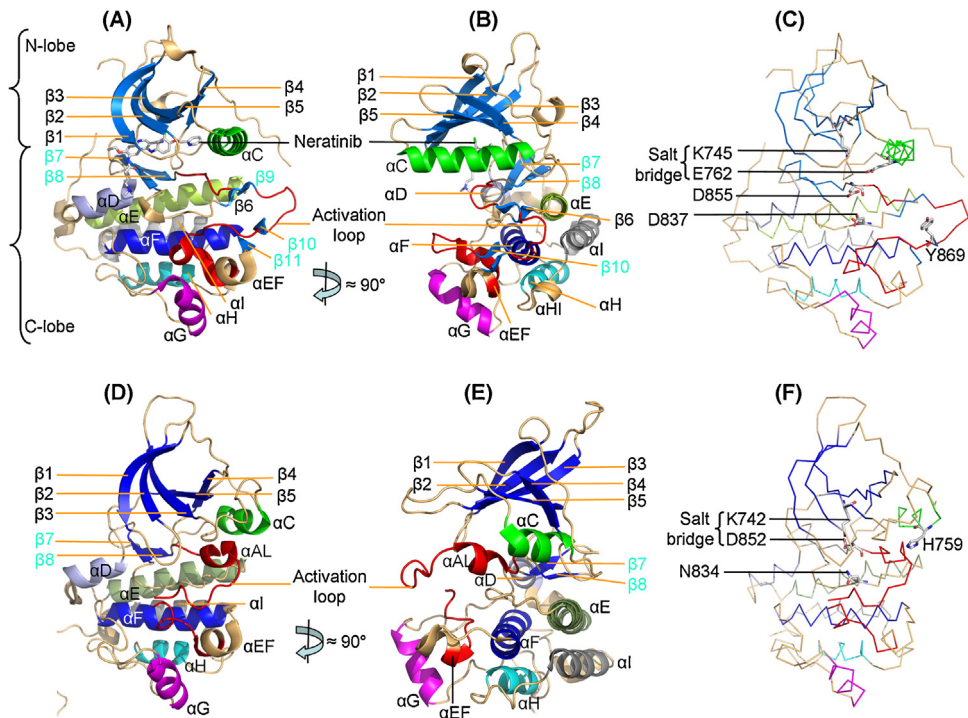 (A)
N-lobe
β3
β2
β1
β7
β8
β4
β5
αC
β9
αD
αE
β6
αF
β10
β11
αEF
αI
αH
αG
C-lobe
Neratinib
Activation
loop
≈ 90°
(B)
β1
β2
β5
β3
β4
αC
β7
β8
αD
αE
β6
αF
αI
β10
αH
αHI
αG
αEF
(C)
Salt
bridge
K745
E762
D855
D837
Y869
(D)
β1
β2
β3
β4
β5
αC
β7
β8
αAL
αD
αE
αI
αF
αEF
αH
αG
Activation
loop
≈ 90°
(E)
β1
β2
β3
β4
β5
αC
αAL
β7
αD
β8
αE
αF
αI
αG
αH
αEF
(F)
Salt
bridge
K742
D852
H759
N834